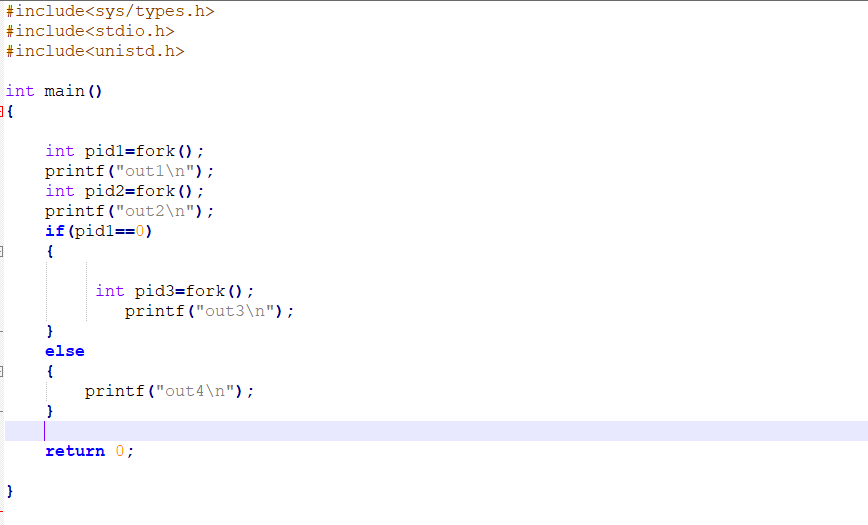 #include<sys/types.h>
#include<stdio.h>
#include<unistd.h>
int main()
{
int pid1=fork();
printf("out1\n");
int pid2=fork();
printf("out2\n");
if(pid1==0)
{
int pid3=fork();
printf("out3\n");
}
else
{
printf("out4\n");
}
return 0;
}